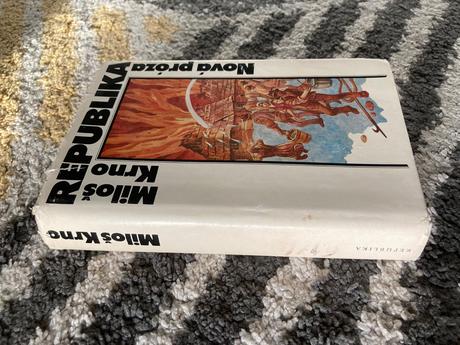 Nová próza
REPUBLIKA
Miloš
Krno
Miloš Krno
REPUBLIKA